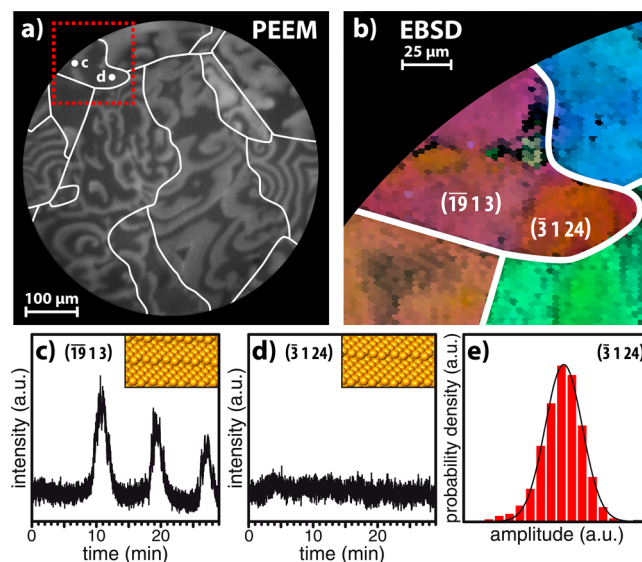 a) PEEM
c
d
100 μm
b) EBSD
25 μm
(1̅9̅ 1 3)
(3̅ 1 24)
c) (1̅9̅ 1 3)
intensity (a.u.)
0 10 20
time (min)
d) (3̅ 1 24)
intensity (a.u.)
0 10 20
time (min)
e) (3̅ 1 24)
probability density (a.u.)
amplitude (a.u.)